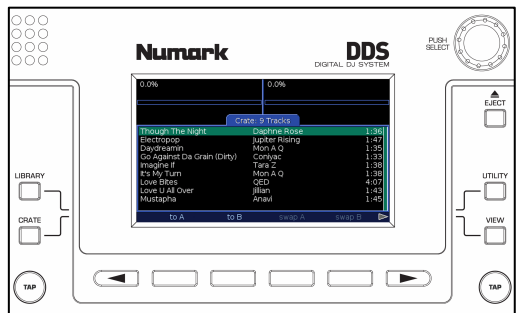 PUSH
SELECT
Numark
DDS
DIGITAL DJ SYSTEM
0.0% 0.0%
Crate: 9 Tracks
Though The Night Daphne Rose 1:36
Electropop Jupiter Rising 1:47
Daydreamin Mon A Q 1:35
Go Against Da Grain (Dirty) Coniyac 1:33
Imagine If Tara Z 1:38
It's My Turn Mon A Q 1:38
Love Bites QED 4:07
Love U All Over Jillian 1:43
Mustapha Anavi 1:45
to A to B swap A swap B
LIBRARY
CRATE
TAP
EJECT
UTILITY
VIEW
TAP